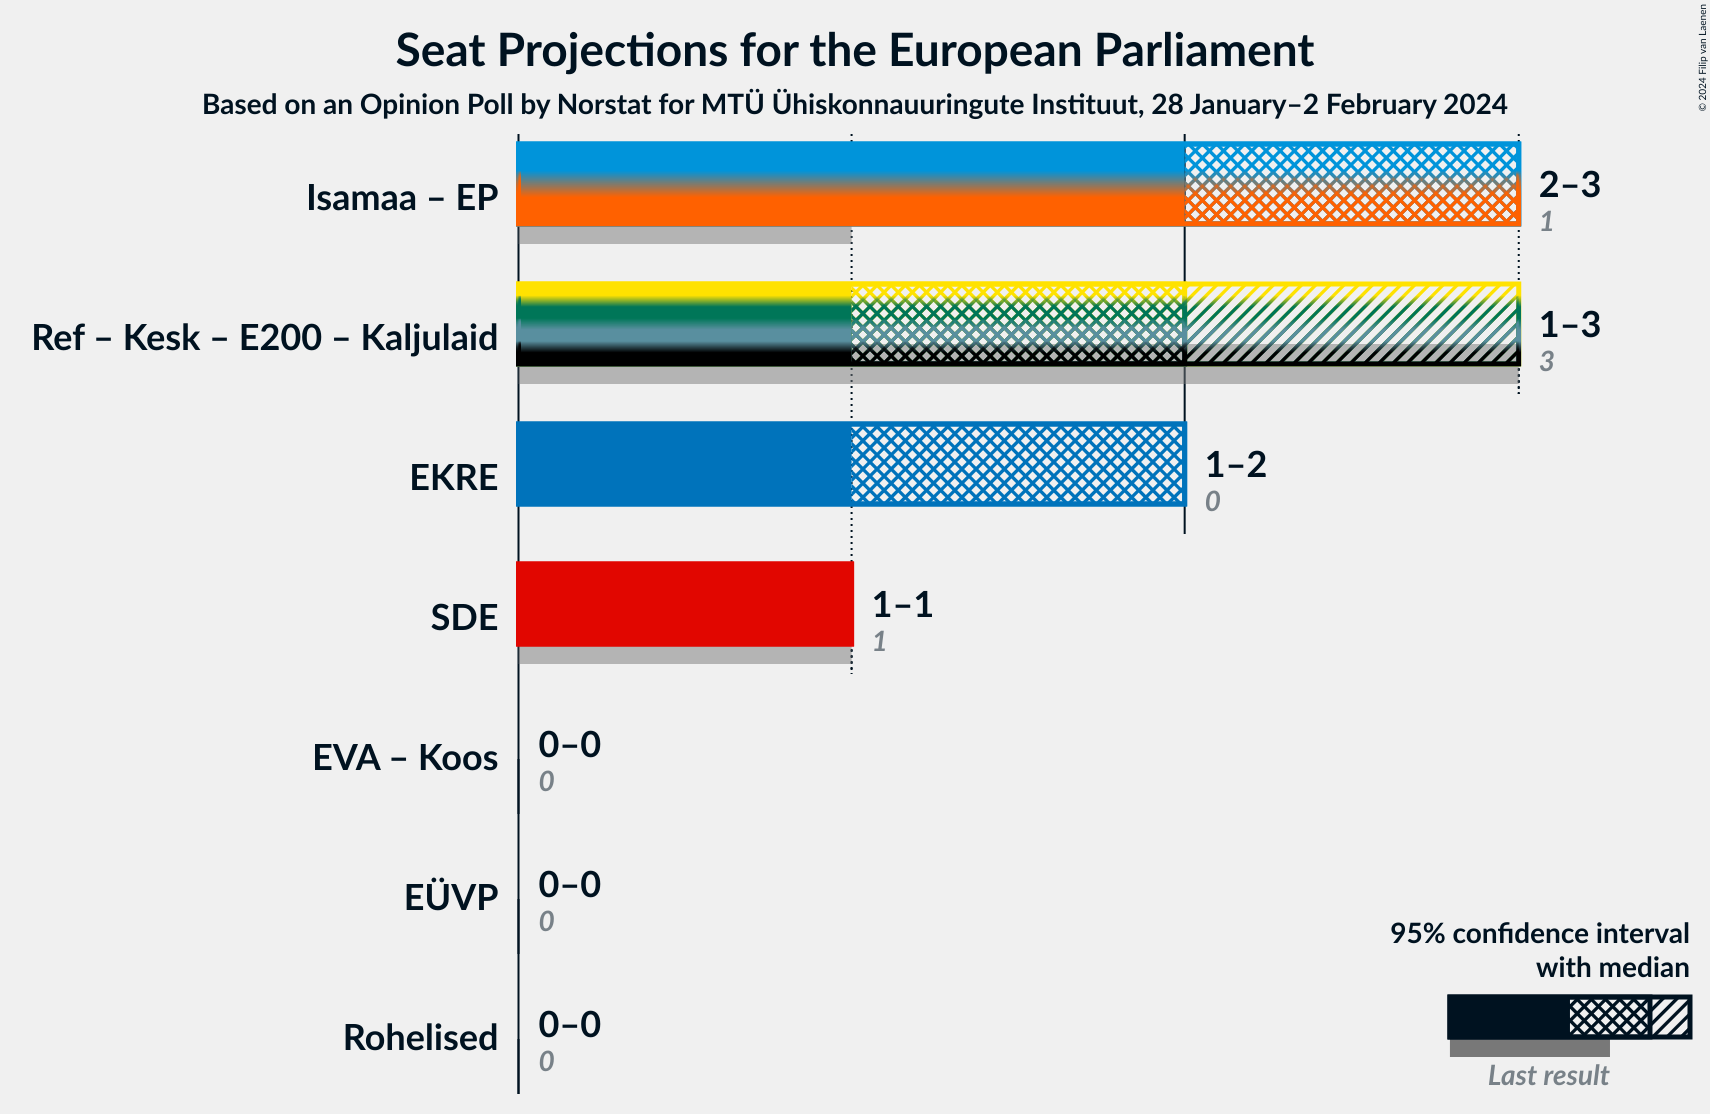 Seat Projections for the European Parliament
Based on an Opinion Poll by Norstat for MTÜ Ühiskonnauuringute Instituut, 28 January–2 February 2024
© 2024 Filip van Laenen
Isamaa – EP
2–3
1
Ref – Kesk – E200 – Kaljulaid
1–3
3
EKRE
1–2
0
SDE
1–1
1
EVA – Koos
0–0
0
EÜVP
0–0
0
Rohelised
0–0
0
95% confidence interval
with median
Last result